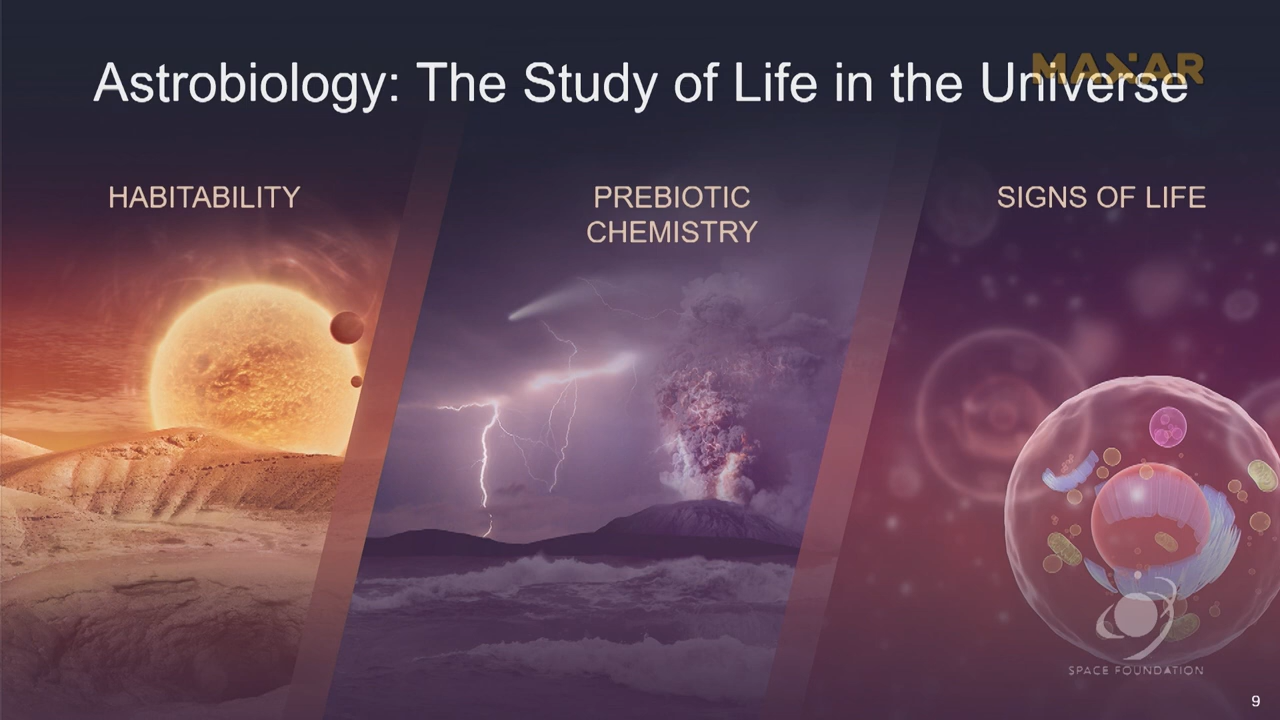 MAXAR
Astrobiology: The Study of Life in the Universe
HABITABILITY
PREBIOTIC
CHEMISTRY
SIGNS OF LIFE
SPACE FOUNDATION
9